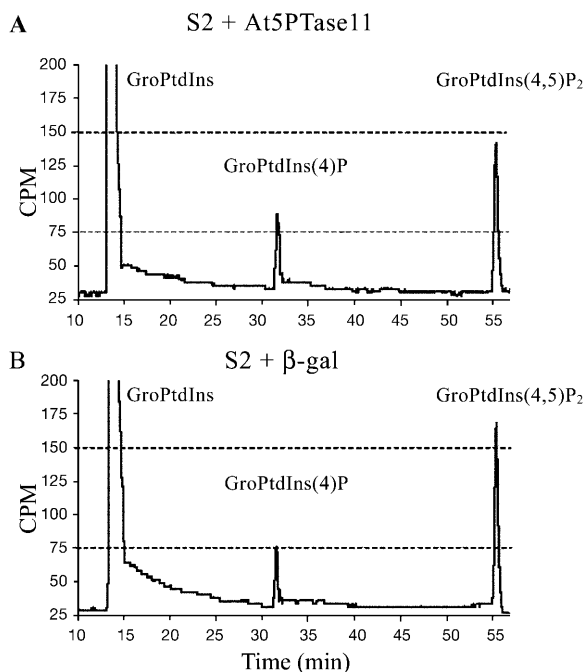 A
S2 + At5PTase11
200
175
150
125
100
75
50
25
CPM
GroPtdIns
GroPtdIns(4)P
GroPtdIns(4,5)P₂
10 15 20 25 30 35 40 45 50 55
B
S2 + β-gal
200
175
150
125
100
75
50
25
CPM
GroPtdIns
GroPtdIns(4)P
GroPtdIns(4,5)P₂
10 15 20 25 30 35 40 45 50 55
Time (min)